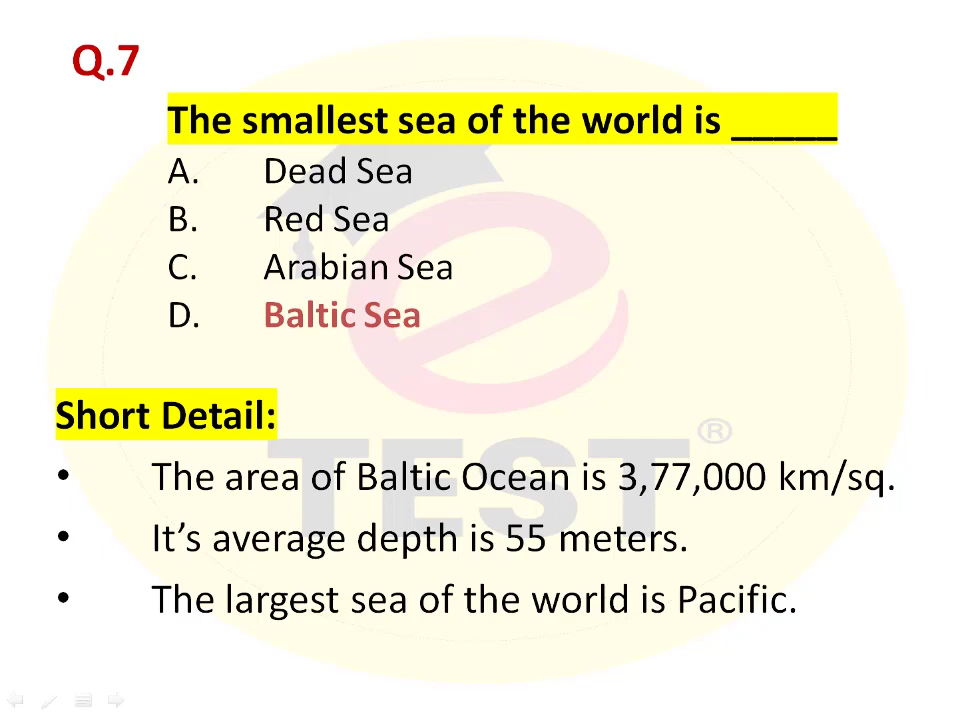 Q.7
The smallest sea of the world is _____
A. Dead Sea
B. Red Sea
C. Arabian Sea
D. Baltic Sea
Short Detail:
• The area of Baltic Ocean is 3,77,000 km/sq.
• It’s average depth is 55 meters.
• The largest sea of the world is Pacific.
e
TEST®